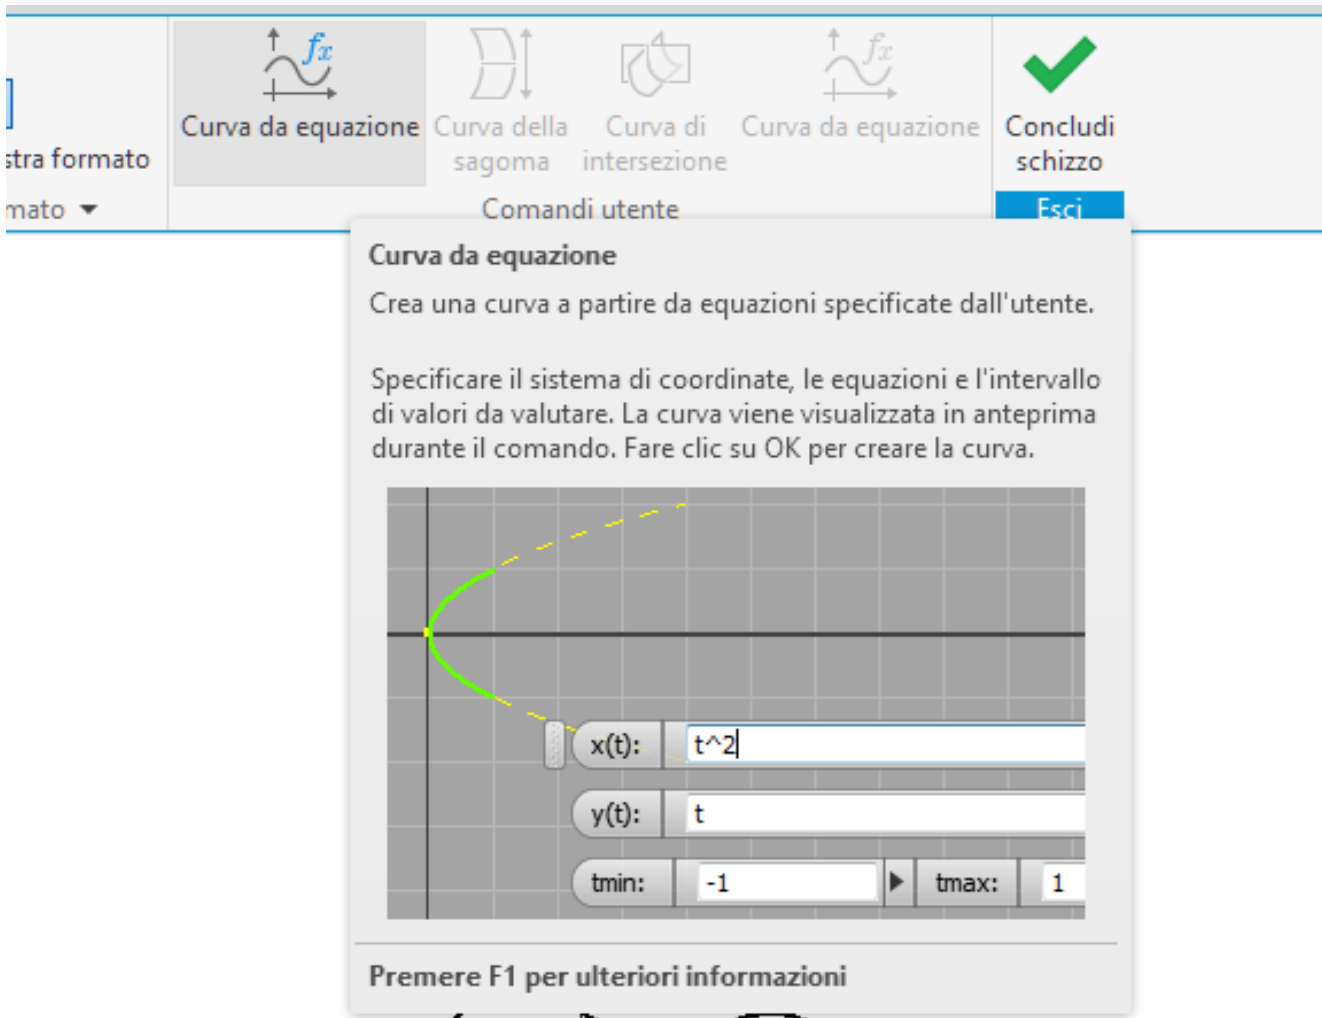 Curva da equazione
Curva della
sagoma
Curva di
intersezione
Curva da equazione
Concludi
schizzo
stra formato
mato
Comandi utente
Esci
Curva da equazione
Crea una curva a partire da equazioni specificate dall'utente.
Specificare il sistema di coordinate, le equazioni e l'intervallo
di valori da valutare. La curva viene visualizzata in anteprima
durante il comando. Fare clic su OK per creare la curva.
x(t): t^2
y(t): t
tmin: -1 tmax: 1
Premere F1 per ulteriori informazioni